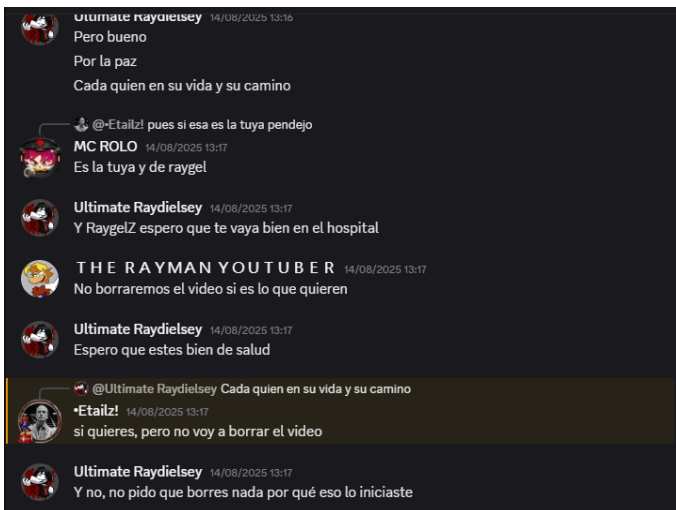 Ultimate Raydielsey 14/08/2025 13:16
Pero bueno
Por la paz
Cada quien en su vida y su camino
@•Etailz! pues si esa es la tuya pendejo
MC ROLO 14/08/2025 13:17
Es la tuya y de raygel
Ultimate Raydielsey 14/08/2025 13:17
Y RaygelZ espero que te vaya bien en el hospital
T H E R A Y M A N Y O U T U B E R 14/08/2025 13:17
No borraremos el video si es lo que quieren
Ultimate Raydielsey 14/08/2025 13:17
Espero que estes bien de salud
@Ultimate Raydielsey Cada quien en su vida y su camino
•Etailz! 14/08/2025 13:17
si quieres, pero no voy a borrar el video
Ultimate Raydielsey 14/08/2025 13:17
Y no, no pido que borres nada por qué eso lo iniciaste